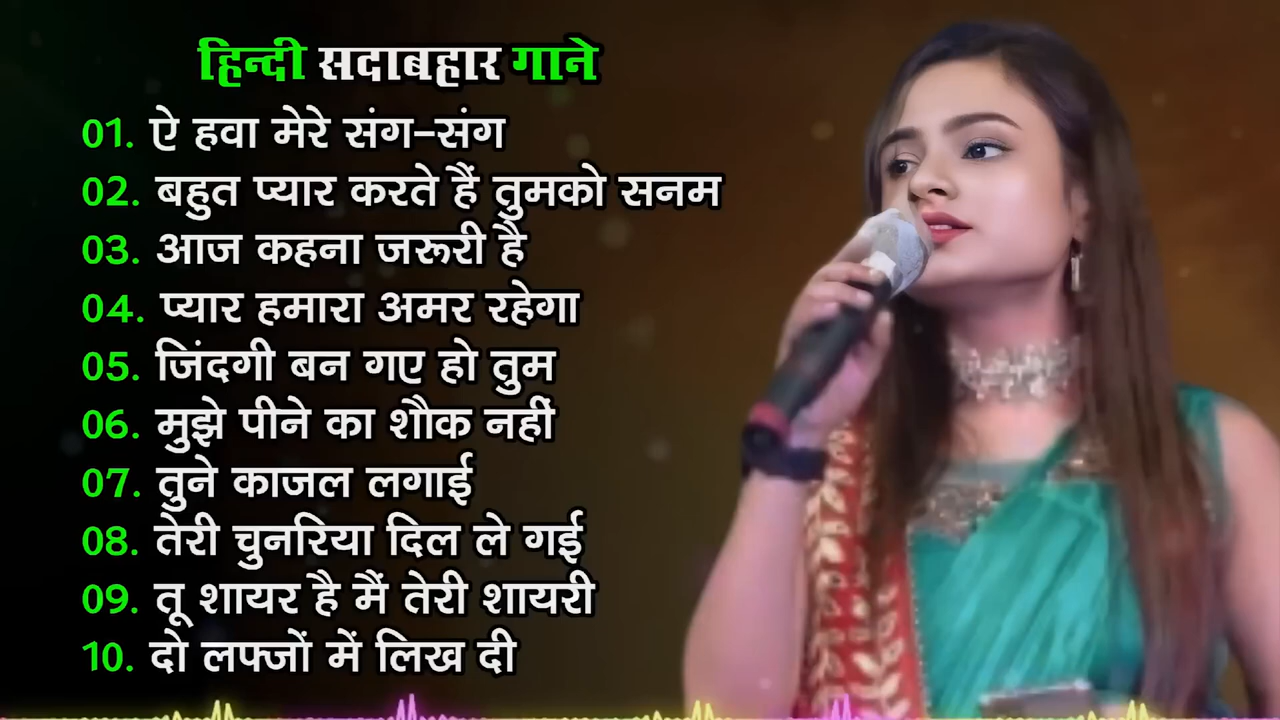 हिन्दी सदाबहार गाने
01. ऐ हवा मेरे संग-संग
02. बहुत प्यार करते हैं तुमको सनम
03. आज कहना जरूरी है
04. प्यार हमारा अमर रहेगा
05. जिंदगी बन गए हो तुम
06. मुझे पीने का शौक नहीं
07. तुने काजल लगाई
08. तेरी चुनरिया दिल ले गई
09. तू शायर है मैं तेरी शायरी
10. दो लफ्जों में लिख दी